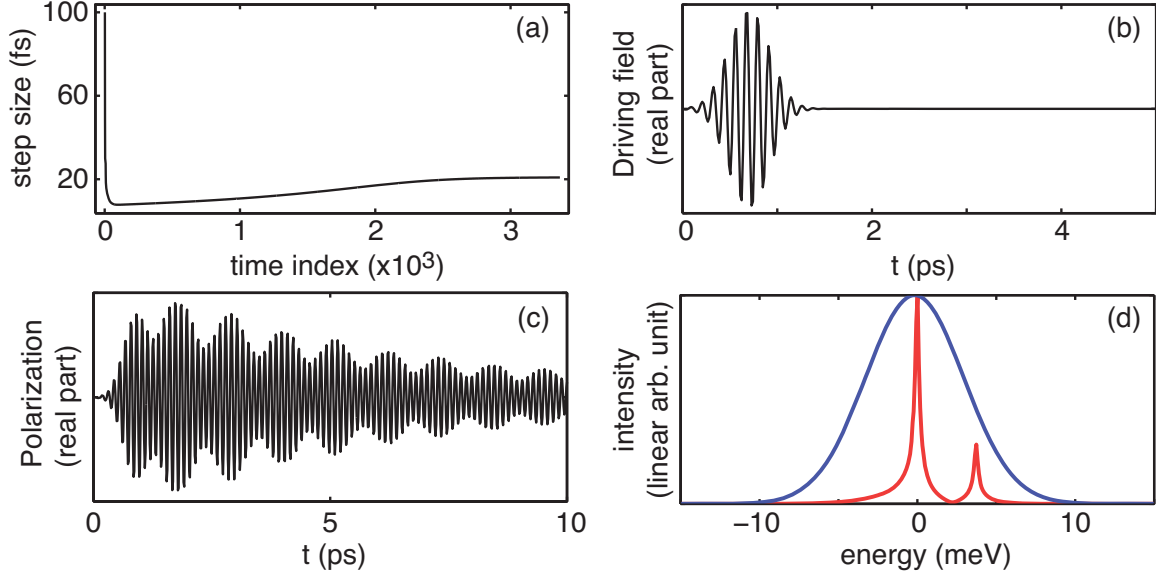 (a)
step size (fs)
100
60
20
0
1
2
3
time index (x10³)
(b)
Driving field
(real part)
0
2
4
t (ps)
(c)
Polarization
(real part)
0
5
10
t (ps)
(d)
intensity
(linear arb. unit)
−10
0
10
energy (meV)